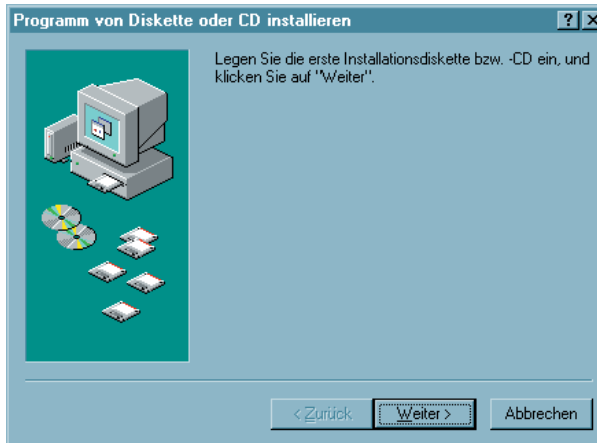 Programm von Diskette oder CD installieren
Legen Sie die erste Installationsdiskette bzw. -CD ein, und
klicken Sie auf "Weiter".
< Zurück
Weiter >
Abbrechen